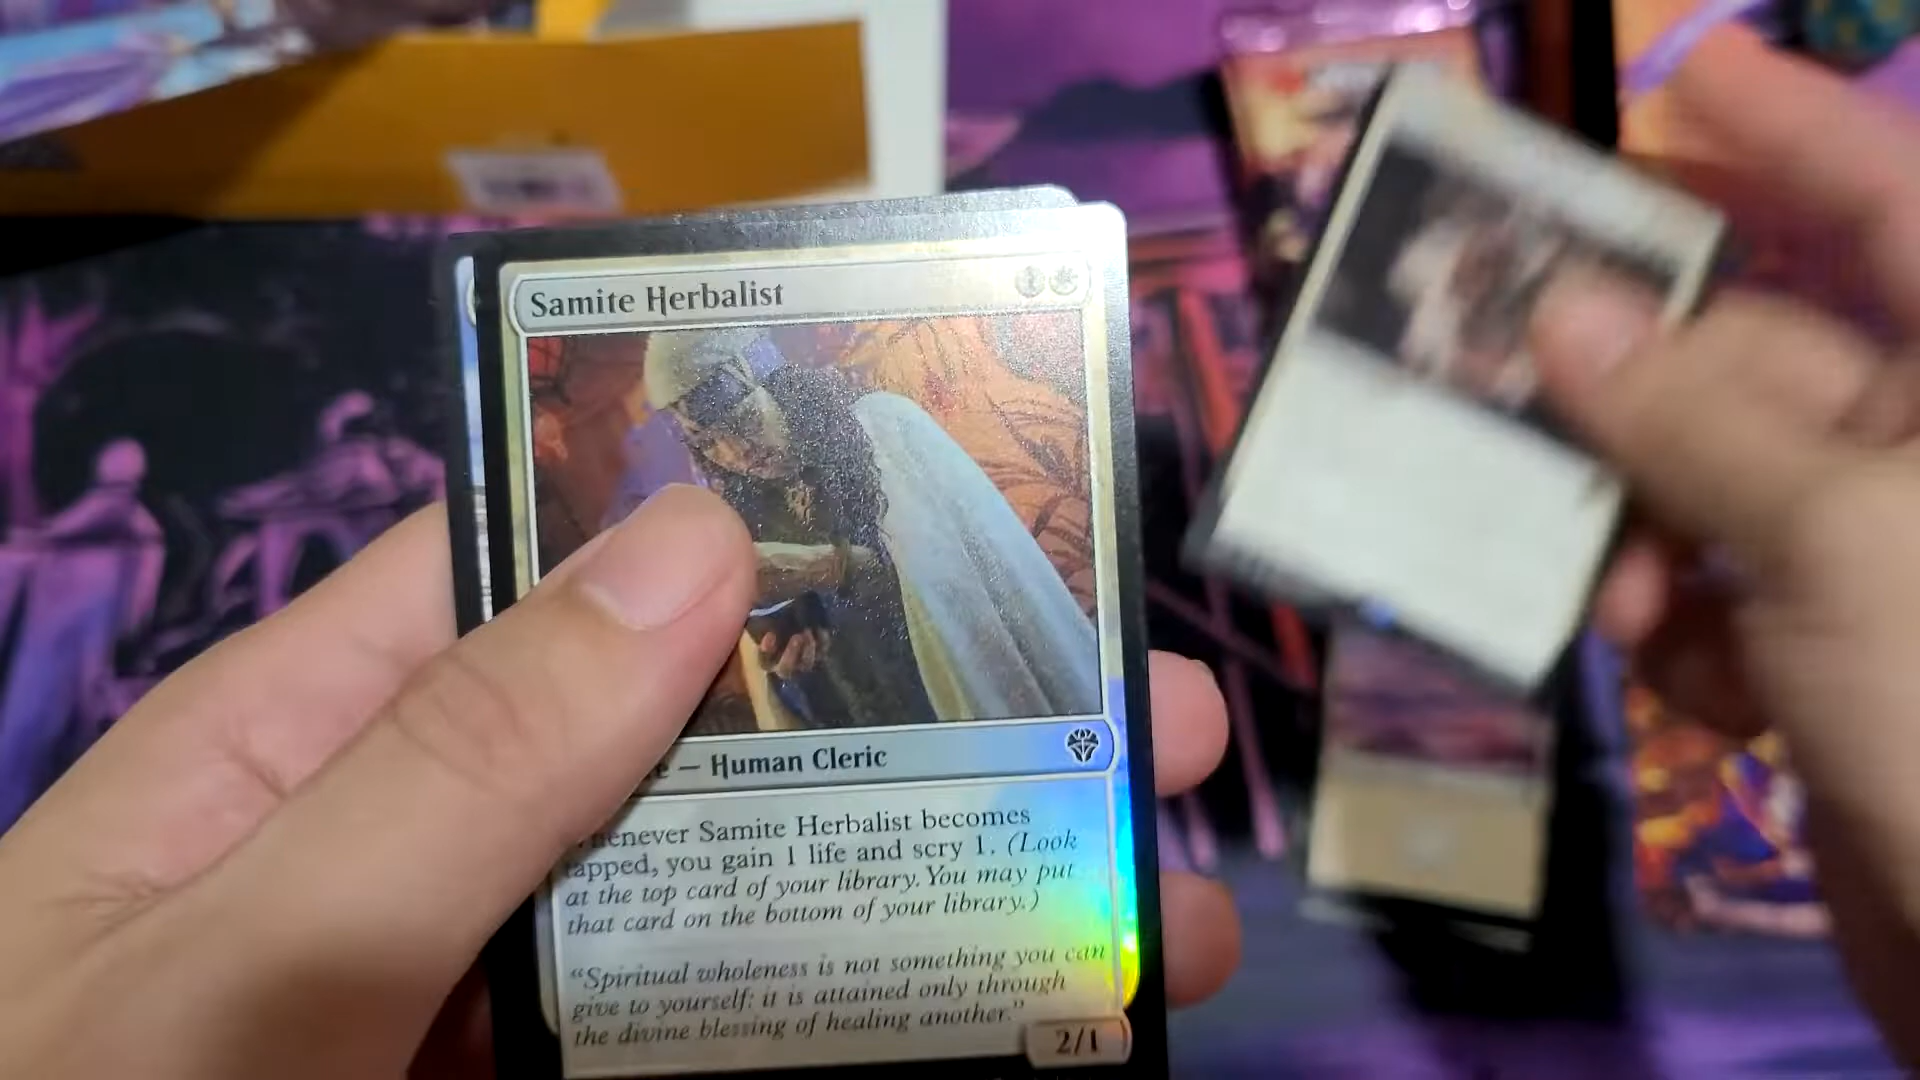 Samite Herbalist
— Human Cleric
Whenever Samite Herbalist becomes
tapped, you gain 1 life and scry 1. (Look
at the top card of your library. You may put
that card on the bottom of your library.)
“Spiritual wholeness is not something you can
give to yourself: it is attained only through
the divine blessing of healing another.”
2/1